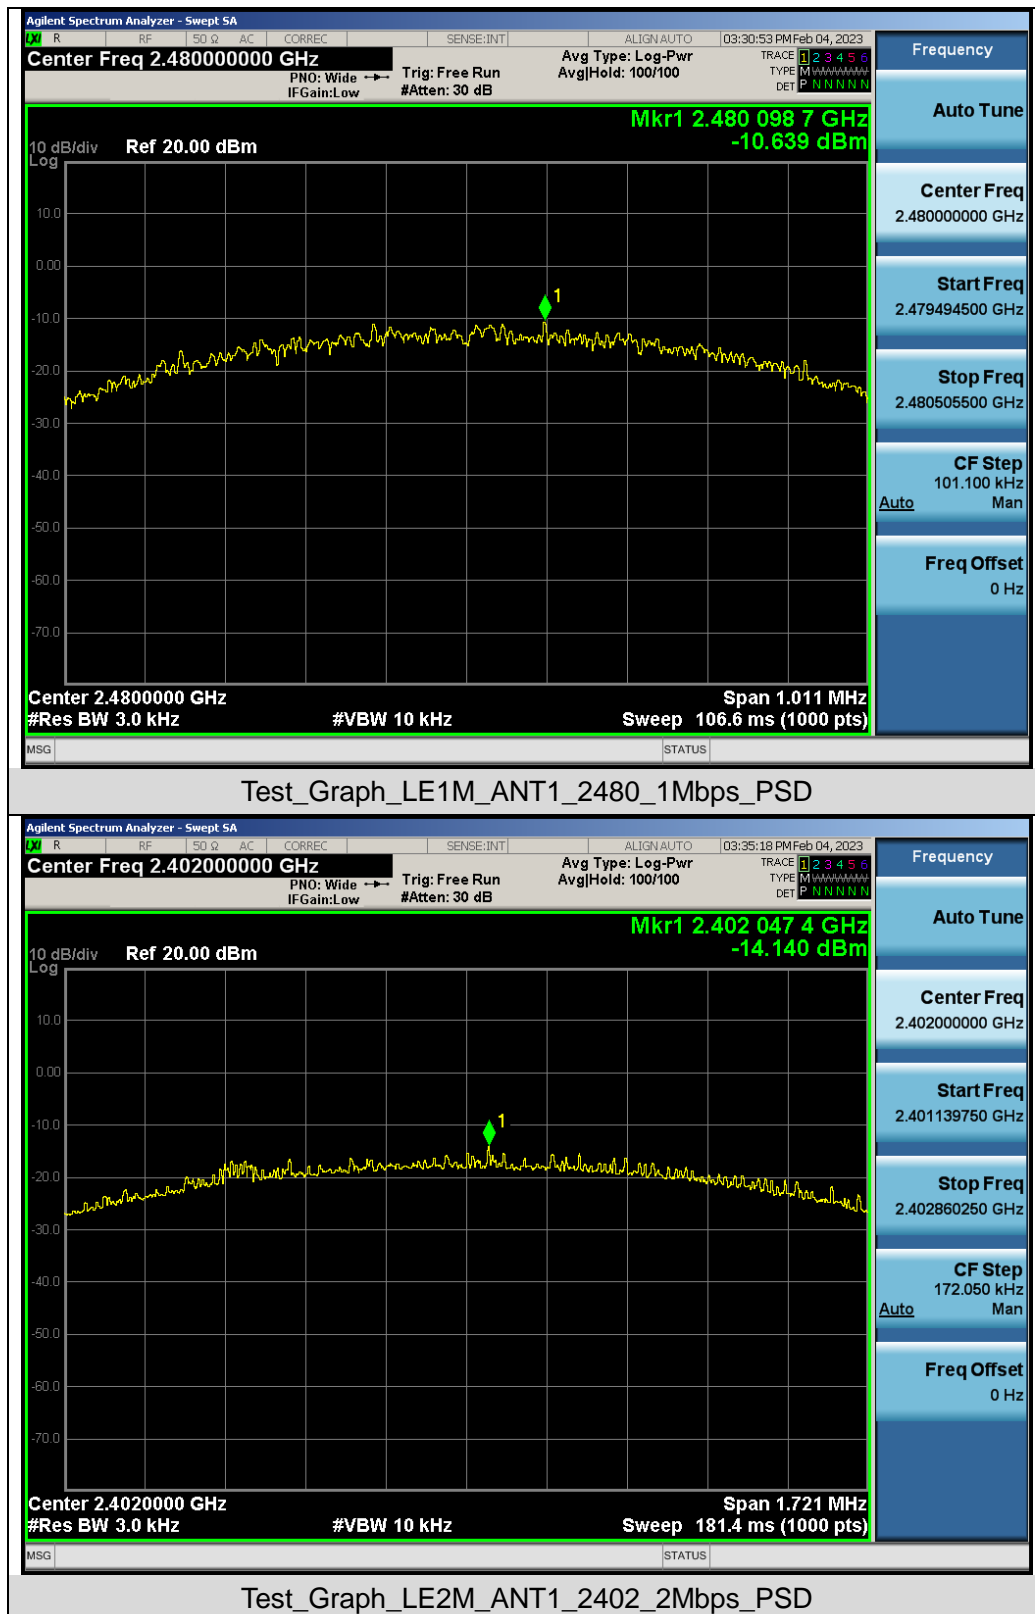 Agilent Spectrum Analyzer - Swept SA
LXI R RF 50 Ω AC CORREC SENSE:INT ALIGN AUTO 03:30:53 PM Feb 04, 2023
Center Freq 2.480000000 GHz
PNO: Wide
IFGain:Low
Trig: Free Run
#Atten: 30 dB
Avg Type: Log-Pwr
Avg|Hold: 100/100
TRACE 1 2 3 4 5 6
TYPE M
DET P N N N N N
Mkr1 2.480 098 7 GHz
-10.639 dBm
10 dB/div Ref 20.00 dBm
Log
10.0
0.00
-10.0
-20.0
-30.0
-40.0
-50.0
-60.0
-70.0
1
Center 2.4800000 GHz
Span 1.011 MHz
#Res BW 3.0 kHz
#VBW 10 kHz
Sweep 106.6 ms (1000 pts)
MSG
STATUS
Frequency
Auto Tune
Center Freq
2.480000000 GHz
Start Freq
2.479494500 GHz
Stop Freq
2.480505500 GHz
CF Step
101.100 kHz
Auto Man
Freq Offset
0 Hz
Test_Graph_LE1M_ANT1_2480_1Mbps_PSD
Agilent Spectrum Analyzer - Swept SA
LXI R RF 50 Ω AC CORREC SENSE:INT ALIGN AUTO 03:35:18 PM Feb 04, 2023
Center Freq 2.402000000 GHz
PNO: Wide
IFGain:Low
Trig: Free Run
#Atten: 30 dB
Avg Type: Log-Pwr
Avg|Hold: 100/100
TRACE 1 2 3 4 5 6
TYPE M
DET P N N N N N
Mkr1 2.402 047 4 GHz
-14.140 dBm
10 dB/div Ref 20.00 dBm
Log
10.0
0.00
-10.0
-20.0
-30.0
-40.0
-50.0
-60.0
-70.0
1
Center 2.4020000 GHz
Span 1.721 MHz
#Res BW 3.0 kHz
#VBW 10 kHz
Sweep 181.4 ms (1000 pts)
MSG
STATUS
Frequency
Auto Tune
Center Freq
2.402000000 GHz
Start Freq
2.401139750 GHz
Stop Freq
2.402860250 GHz
CF Step
172.050 kHz
Auto Man
Freq Offset
0 Hz
Test_Graph_LE2M_ANT1_2402_2Mbps_PSD